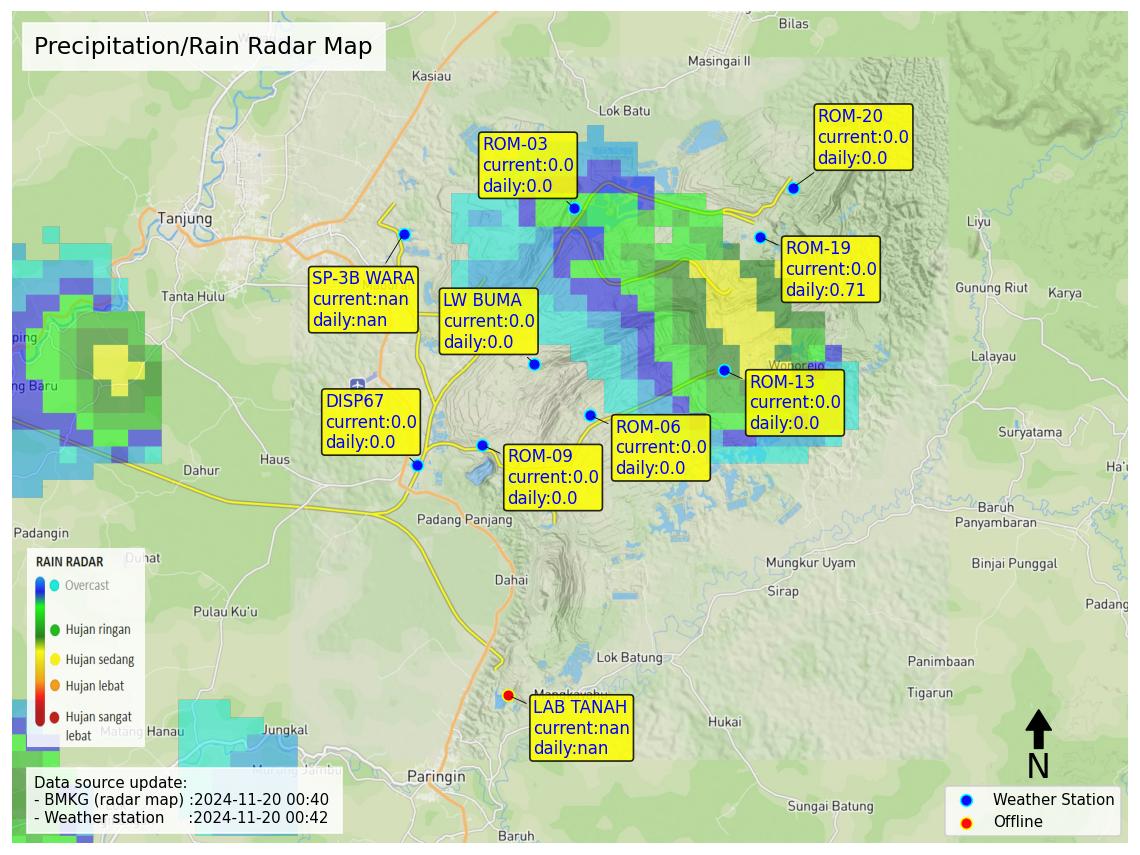 Precipitation/Rain Radar Map
Bilas
Masingai II
Kasiau
Lok Batu
ROM-20
current:0.0
daily:0.0
ROM-03
current:0.0
daily:0.0
Tanjung
Liyu
ROM-19
current:0.0
daily:0.71
SP-3B WARA
current:nan
daily:nan
Tanta Hulu
LW BUMA
current:0.0
daily:0.0
Gunung Riut
Karya
ping
Lalayau
Wonorejo
ng Baru
ROM-13
current:0.0
daily:0.0
DISP67
current:0.0
daily:0.0
ROM-06
current:0.0
daily:0.0
Suryatama
Haus
Dahur
ROM-09
current:0.0
daily:0.0
Ha'u
Baruh
Panyambaran
Padang Panjang
Padangin
Duhat
Mungkur Uyam
Binjai Punggal
Dahai
Sirap
Padang
Pulau Ku'u
RAIN RADAR
Overcast
Hujan ringan
Hujan sedang
Hujan lebat
Hujan sangat
lebat
Lok Batung
Panimbaan
Tigarun
Mangkayahu
LAB TANAH
current:nan
daily:nan
Hukai
Matang Hanau
Jungkal
Murung Jambu
Paringin
Sungai Batung
Baruh
Data source update:
- BMKG (radar map) :2024-11-20 00:40
- Weather station :2024-11-20 00:42
N
Weather Station
Offline